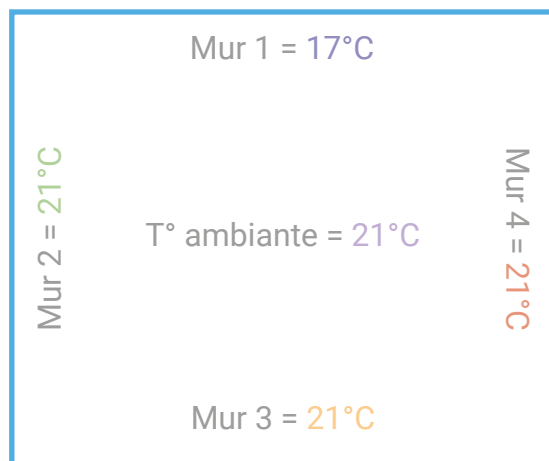 Mur 1 = 17°C
Mur 2 = 21°C
T° ambiante = 21°C
Mur 4 = 21°C
Mur 3 = 21°C